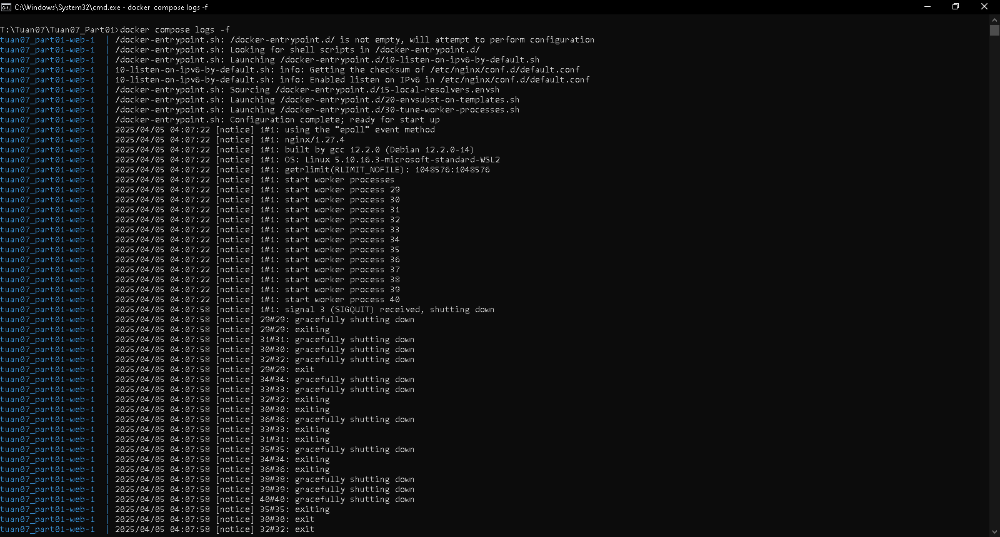 C:\Windows\System32\cmd.exe - docker compose logs -f
T:\Tuan07\Tuan07_Part01>docker compose logs -f
tuan07_part01-web-1  | /docker-entrypoint.sh: /docker-entrypoint.d/ is not empty, will attempt to perform configuration
tuan07_part01-web-1  | /docker-entrypoint.sh: Looking for shell scripts in /docker-entrypoint.d/
tuan07_part01-web-1  | /docker-entrypoint.sh: Launching /docker-entrypoint.d/10-listen-on-ipv6-by-default.sh
tuan07_part01-web-1  | 10-listen-on-ipv6-by-default.sh: info: Getting the checksum of /etc/nginx/conf.d/default.conf
tuan07_part01-web-1  | 10-listen-on-ipv6-by-default.sh: info: Enabled listen on IPv6 in /etc/nginx/conf.d/default.conf
tuan07_part01-web-1  | /docker-entrypoint.sh: Sourcing /docker-entrypoint.d/15-local-resolvers.envsh
tuan07_part01-web-1  | /docker-entrypoint.sh: Launching /docker-entrypoint.d/20-envsubst-on-templates.sh
tuan07_part01-web-1  | /docker-entrypoint.sh: Launching /docker-entrypoint.d/30-tune-worker-processes.sh
tuan07_part01-web-1  | /docker-entrypoint.sh: Configuration complete; ready for start up
tuan07_part01-web-1  | 2025/04/05 04:07:22 [notice] 1#1: using the "epoll" event method
tuan07_part01-web-1  | 2025/04/05 04:07:22 [notice] 1#1: nginx/1.27.4
tuan07_part01-web-1  | 2025/04/05 04:07:22 [notice] 1#1: built by gcc 12.2.0 (Debian 12.2.0-14)
tuan07_part01-web-1  | 2025/04/05 04:07:22 [notice] 1#1: OS: Linux 5.10.16.3-microsoft-standard-WSL2
tuan07_part01-web-1  | 2025/04/05 04:07:22 [notice] 1#1: getrlimit(RLIMIT_NOFILE): 1048576:1048576
tuan07_part01-web-1  | 2025/04/05 04:07:22 [notice] 1#1: start worker processes
tuan07_part01-web-1  | 2025/04/05 04:07:22 [notice] 1#1: start worker process 29
tuan07_part01-web-1  | 2025/04/05 04:07:22 [notice] 1#1: start worker process 30
tuan07_part01-web-1  | 2025/04/05 04:07:22 [notice] 1#1: start worker process 31
tuan07_part01-web-1  | 2025/04/05 04:07:22 [notice] 1#1: start worker process 32
tuan07_part01-web-1  | 2025/04/05 04:07:22 [notice] 1#1: start worker process 33
tuan07_part01-web-1  | 2025/04/05 04:07:22 [notice] 1#1: start worker process 34
tuan07_part01-web-1  | 2025/04/05 04:07:22 [notice] 1#1: start worker process 35
tuan07_part01-web-1  | 2025/04/05 04:07:22 [notice] 1#1: start worker process 36
tuan07_part01-web-1  | 2025/04/05 04:07:22 [notice] 1#1: start worker process 37
tuan07_part01-web-1  | 2025/04/05 04:07:22 [notice] 1#1: start worker process 38
tuan07_part01-web-1  | 2025/04/05 04:07:22 [notice] 1#1: start worker process 39
tuan07_part01-web-1  | 2025/04/05 04:07:22 [notice] 1#1: start worker process 40
tuan07_part01-web-1  | 2025/04/05 04:07:58 [notice] 1#1: signal 3 (SIGQUIT) received, shutting down
tuan07_part01-web-1  | 2025/04/05 04:07:58 [notice] 29#29: gracefully shutting down
tuan07_part01-web-1  | 2025/04/05 04:07:58 [notice] 29#29: exiting
tuan07_part01-web-1  | 2025/04/05 04:07:58 [notice] 31#31: gracefully shutting down
tuan07_part01-web-1  | 2025/04/05 04:07:58 [notice] 30#30: gracefully shutting down
tuan07_part01-web-1  | 2025/04/05 04:07:58 [notice] 32#32: gracefully shutting down
tuan07_part01-web-1  | 2025/04/05 04:07:58 [notice] 29#29: exit
tuan07_part01-web-1  | 2025/04/05 04:07:58 [notice] 34#34: gracefully shutting down
tuan07_part01-web-1  | 2025/04/05 04:07:58 [notice] 33#33: gracefully shutting down
tuan07_part01-web-1  | 2025/04/05 04:07:58 [notice] 32#32: exiting
tuan07_part01-web-1  | 2025/04/05 04:07:58 [notice] 30#30: exiting
tuan07_part01-web-1  | 2025/04/05 04:07:58 [notice] 36#36: gracefully shutting down
tuan07_part01-web-1  | 2025/04/05 04:07:58 [notice] 33#33: exiting
tuan07_part01-web-1  | 2025/04/05 04:07:58 [notice] 31#31: exiting
tuan07_part01-web-1  | 2025/04/05 04:07:58 [notice] 35#35: gracefully shutting down
tuan07_part01-web-1  | 2025/04/05 04:07:58 [notice] 34#34: exiting
tuan07_part01-web-1  | 2025/04/05 04:07:58 [notice] 36#36: exiting
tuan07_part01-web-1  | 2025/04/05 04:07:58 [notice] 38#38: gracefully shutting down
tuan07_part01-web-1  | 2025/04/05 04:07:58 [notice] 39#39: gracefully shutting down
tuan07_part01-web-1  | 2025/04/05 04:07:58 [notice] 40#40: gracefully shutting down
tuan07_part01-web-1  | 2025/04/05 04:07:58 [notice] 35#35: exiting
tuan07_part01-web-1  | 2025/04/05 04:07:58 [notice] 30#30: exit
tuan07_part01-web-1  | 2025/04/05 04:07:58 [notice] 32#32: exit